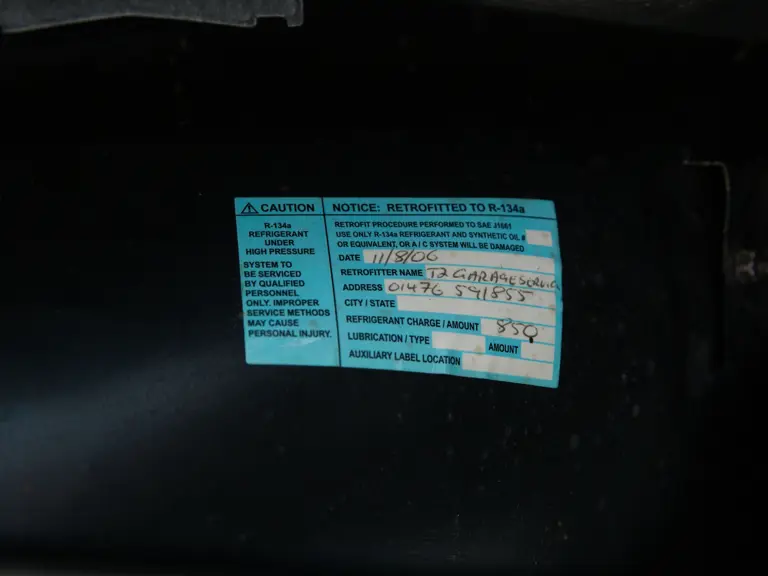 CAUTION
R-134a
REFRIGERANT
UNDER
HIGH PRESSURE
SYSTEM TO
BE SERVICED
BY QUALIFIED
PERSONNEL
ONLY. IMPROPER
SERVICE METHODS
MAY CAUSE
PERSONAL INJURY.
NOTICE: RETROFITTED TO R-134a
RETROFIT PROCEDURE PERFORMED TO SAE J1661
USE ONLY R-134a REFRIGERANT AND SYNTHETIC OIL #
OR EQUIVALENT, OR A / C SYSTEM WILL BE DAMAGED
DATE 11/8/06
RETROFITTER NAME T2 GARAGE SERVIC
ADDRESS 01476 591855
CITY / STATE
REFRIGERANT CHARGE / AMOUNT 850
LUBRICATION / TYPE AMOUNT
AUXILIARY LABEL LOCATION